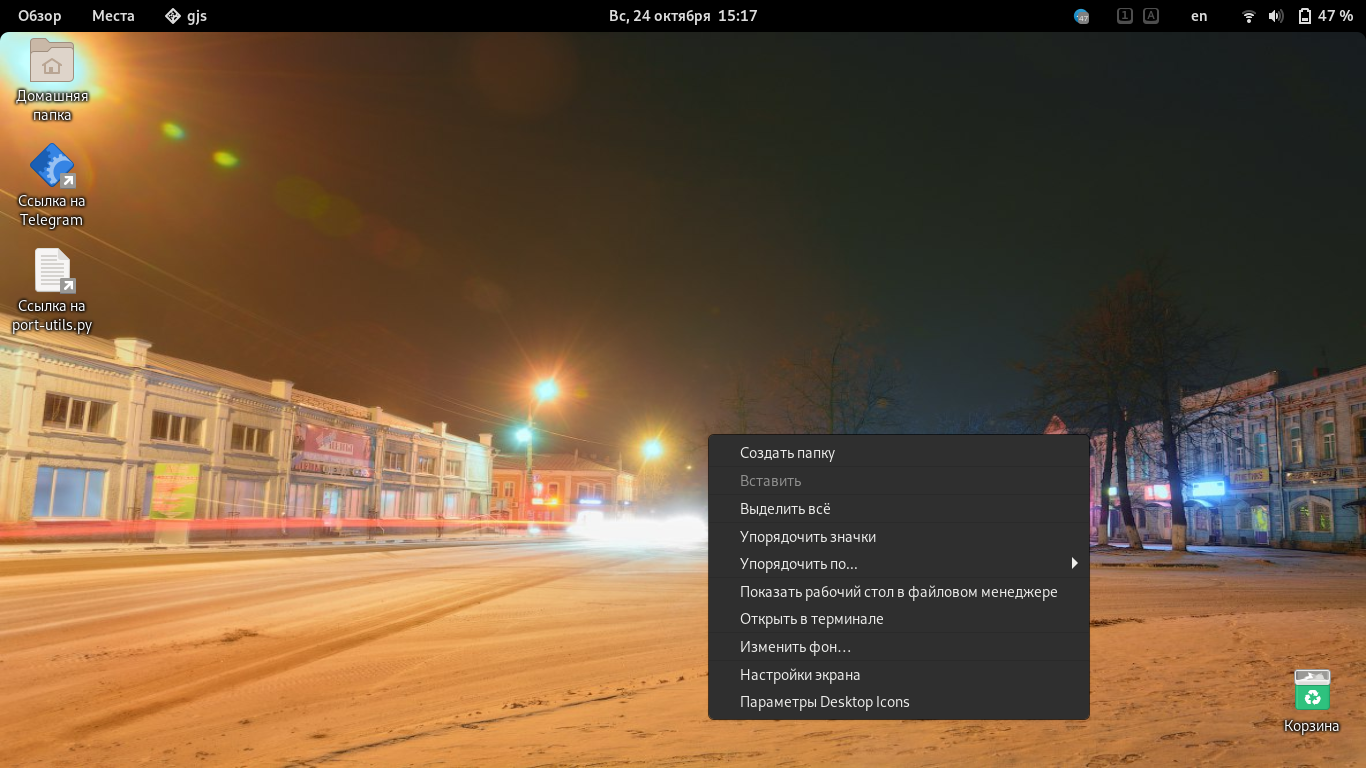 Обзор Места gjs Вс, 24 октября 15:17 47 1 A en 47 %
Домашняя
папка
Ссылка на
Telegram
Ссылка на
port-utils.py
Создать папку
Вставить
Выделить всё
Упорядочить значки
Упорядочить по...
Показать рабочий стол в файловом менеджере
Открыть в терминале
Изменить фон…
Настройки экрана
Параметры Desktop Icons
Корзина